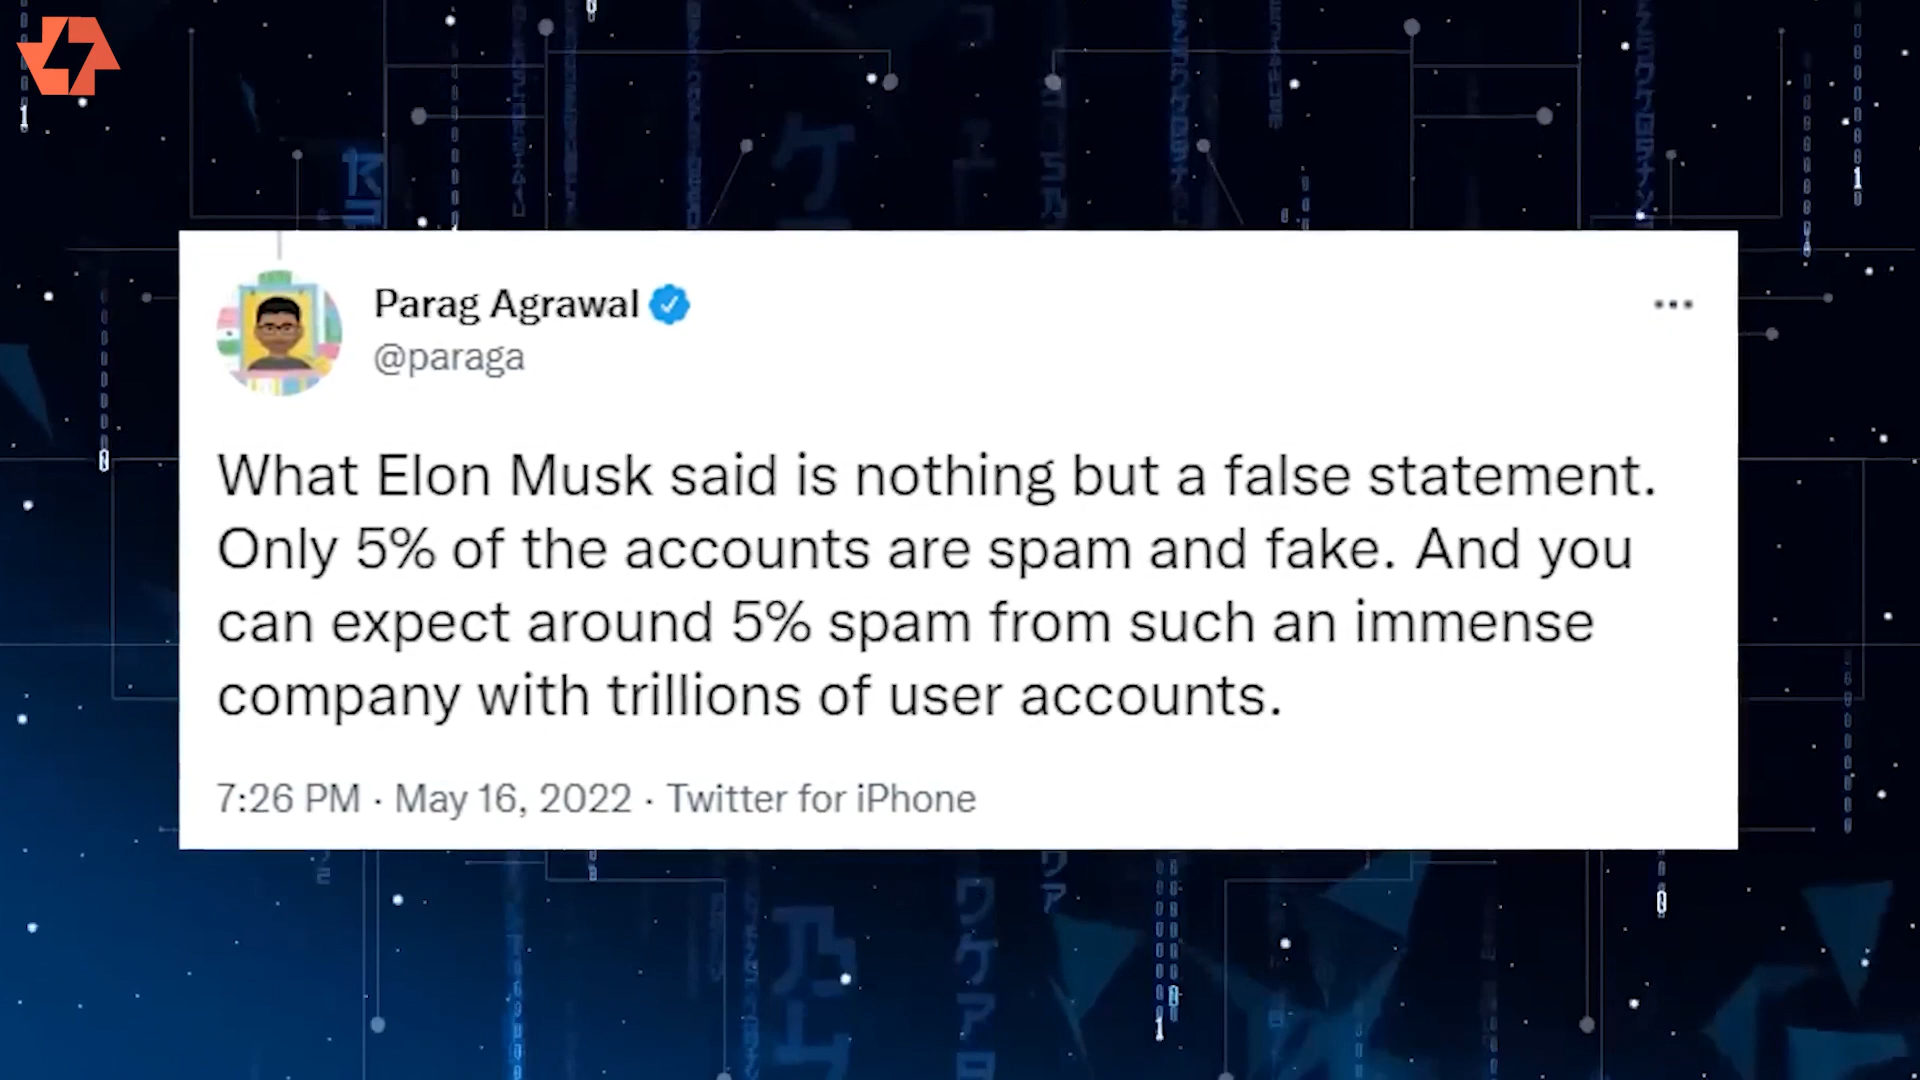 Parag Agrawal
@paraga
What Elon Musk said is nothing but a false statement.
Only 5% of the accounts are spam and fake. And you
can expect around 5% spam from such an immense
company with trillions of user accounts.
7:26 PM · May 16, 2022 · Twitter for iPhone